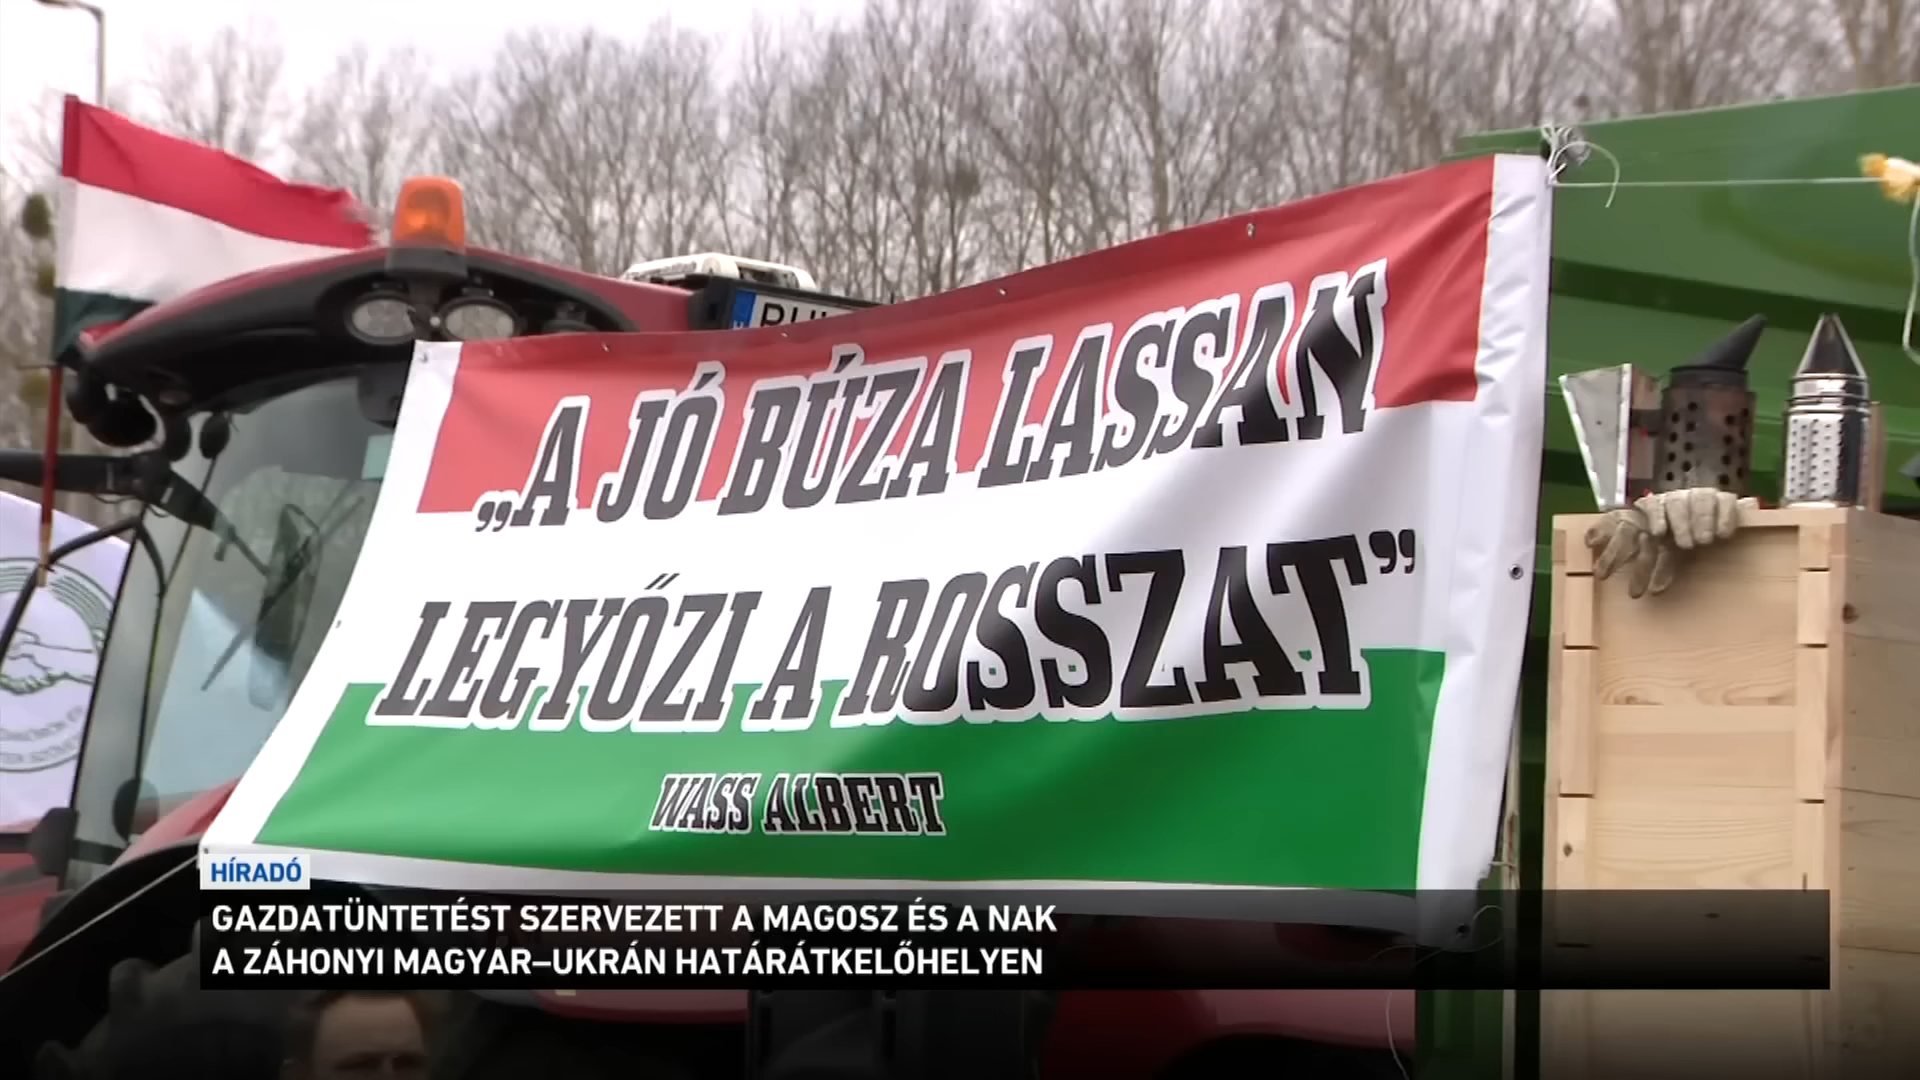 „A JÓ BÚZA LASSAN
LEGYŐZI A ROSSZAT”
WASS ALBERT
HÍRADÓ
GAZDATÜNTETÉST SZERVEZETT A MAGOSZ ÉS A NAK
A ZÁHONYI MAGYAR–UKRÁN HATÁRÁTKELŐHELYEN